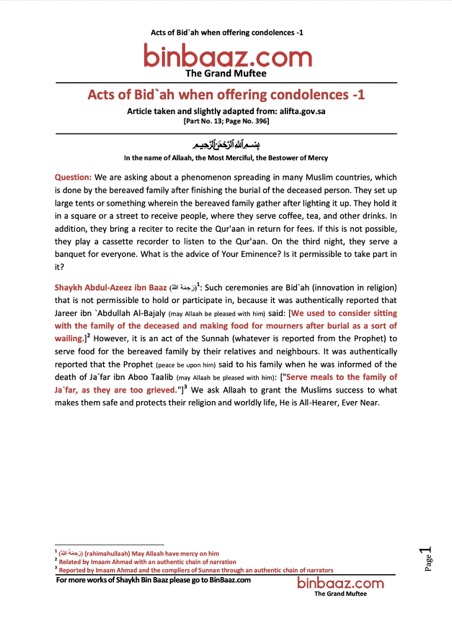 Acts of Bid`ah when offering condolences -1
binbaaz.com
The Grand Muftee
Acts of Bid`ah when offering condolences -1
Article taken and slightly adapted from: alifta.gov.sa
[Part No. 13; Page No. 396]
بِسْمِ اللَّهِ الرَّحْمَنِ الرَّحِيمِ
In the name of Allaah, the Most Merciful, the Bestower of Mercy
Question: We are asking about a phenomenon spreading in many Muslim countries, which
is done by the bereaved family after finishing the burial of the deceased person. They set up
large tents or something wherein the bereaved family gather after lighting it up. They hold it
in a square or a street to receive people, where they serve coffee, tea, and other drinks. In
addition, they bring a reciter to recite the Qur'aan in return for fees. If this is not possible,
they play a cassette recorder to listen to the Qur'aan. On the third night, they serve a
banquet for everyone. What is the advice of Your Eminence? Is it permissible to take part in
it?
Shaykh Abdul-Azeez ibn Baaz (رَحِمَهُ اللَّهُ)¹: Such ceremonies are Bid`ah (innovation in religion)
that is not permissible to hold or participate in, because it was authentically reported that
Jareer ibn `Abdullah Al-Bajaly (may Allaah be pleased with him) said: [We used to consider sitting
with the family of the deceased and making food for mourners after burial as a sort of
wailing.]² However, it is an act of the Sunnah (whatever is reported from the Prophet) to
serve food for the bereaved family by their relatives and neighbours. It was authentically
reported that the Prophet (peace be upon him) said to his family when he was informed of the
death of Ja`far ibn Aboo Taalib (may Allaah be pleased with him): ["Serve meals to the family of
Ja`far, as they are too grieved."]³ We ask Allaah to grant the Muslims success to what
makes them safe and protects their religion and worldly life, He is All-Hearer, Ever Near.
¹ (رَحِمَهُ اللَّهُ) (rahimahullaah) May Allaah have mercy on him
² Related by Imaam Ahmad with an authentic chain of narration
³ Reported by Imaam Ahmad and the compliers of Sunnan through an authentic chain of narrators
For more works of Shaykh Bin Baaz please go to BinBaaz.com
binbaaz.com
The Grand Muftee
Page 1